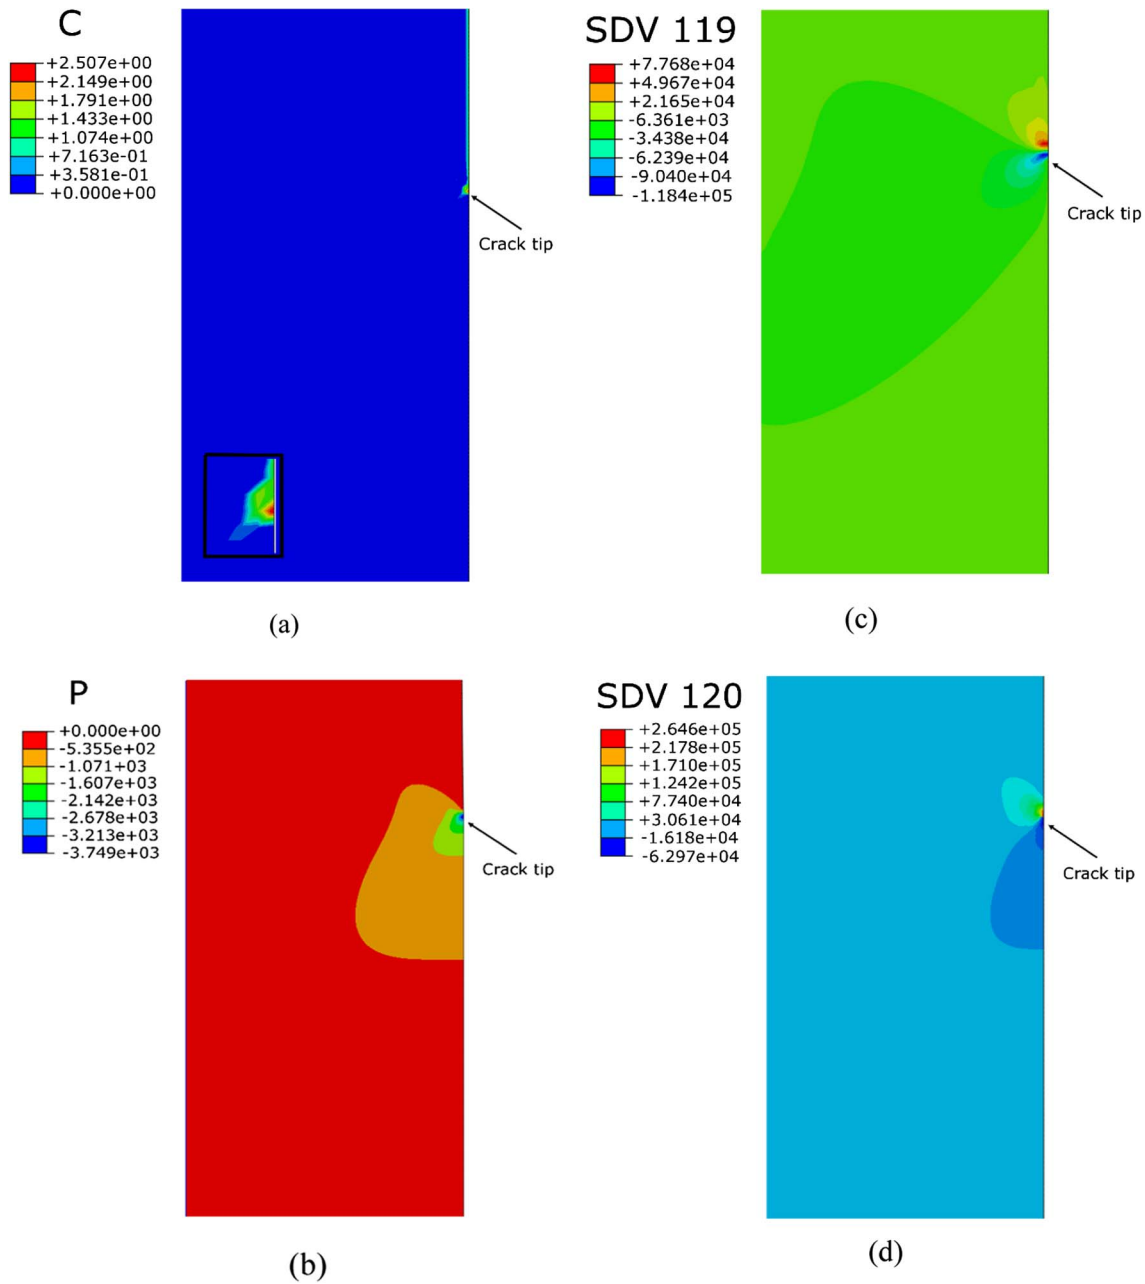 C
+2.507e+00
+2.149e+00
+1.791e+00
+1.433e+00
+1.074e+00
+7.163e-01
+3.581e-01
+0.000e+00
Crack tip
(a)
SDV 119
+7.768e+04
+4.967e+04
+2.165e+04
-6.361e+03
-3.438e+04
-6.239e+04
-9.040e+04
-1.184e+05
Crack tip
(c)
P
+0.000e+00
-5.355e+02
-1.071+03
-1.607e+03
-2.142e+03
-2.678e+03
-3.213e+03
-3.749e+03
Crack tip
(b)
SDV 120
+2.646e+05
+2.178e+05
+1.710e+05
+1.242e+05
+7.740e+04
+3.061e+04
-1.618e+04
-6.297e+04
Crack tip
(d)